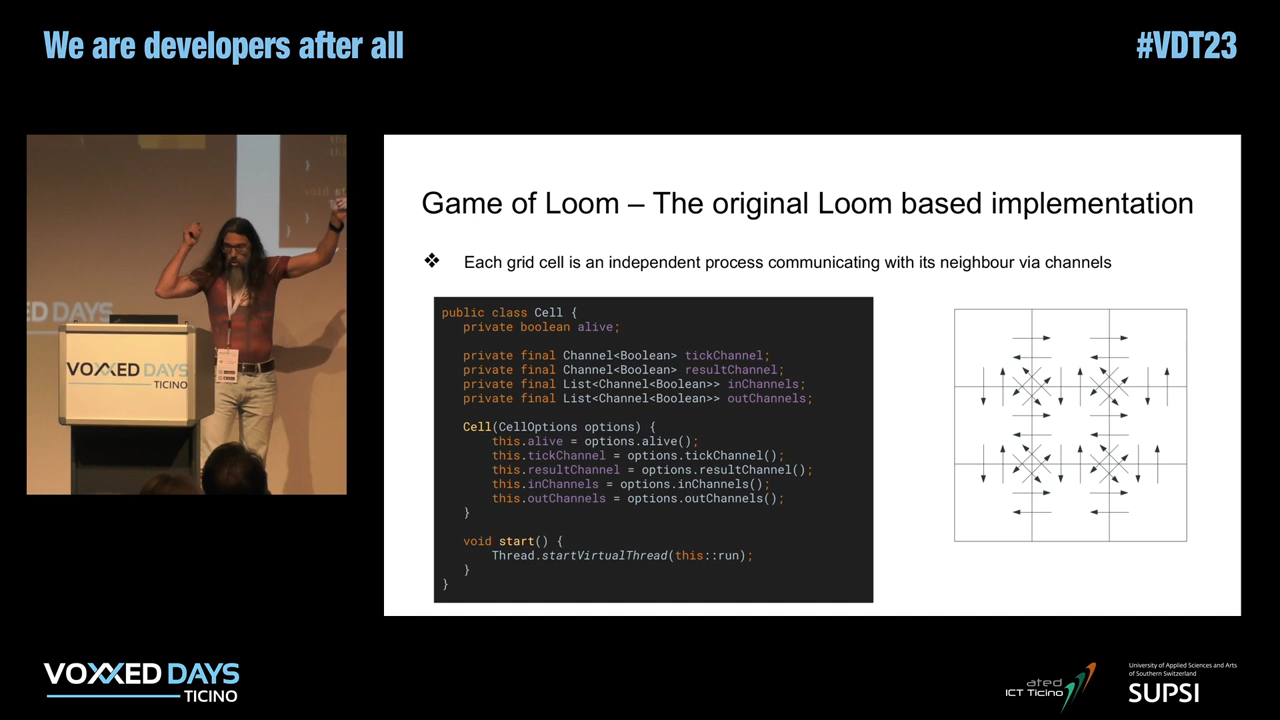 We are developers after all
#VDT23
ED DAYS
VOXXED DAYS
TICINO
Game of Loom – The original Loom based implementation
❖ Each grid cell is an independent process communicating with its neighbour via channels
public class Cell {
private boolean alive;
private final Channel<Boolean> tickChannel;
private final Channel<Boolean> resultChannel;
private final List<Channel<Boolean>> inChannels;
private final List<Channel<Boolean>> outChannels;
Cell(CellOptions options) {
this.alive = options.alive();
this.tickChannel = options.tickChannel();
this.resultChannel = options.resultChannel();
this.inChannels = options.inChannels();
this.outChannels = options.outChannels();
}
void start() {
Thread.startVirtualThread(this::run);
}
}
VOXXED DAYS
TICINO
ated
ICT Ticino
University of Applied Sciences and Arts
of Southern Switzerland
SUPSI